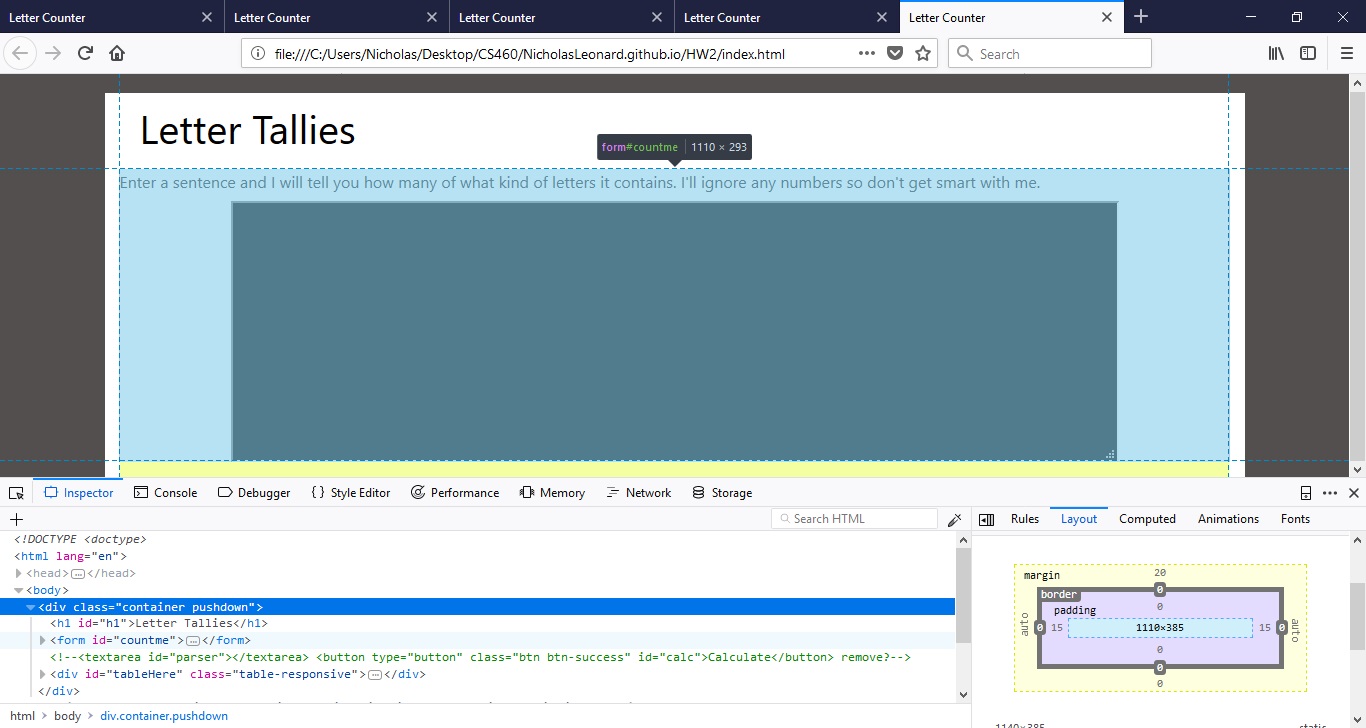 Letter Counter Letter Counter Letter Counter Letter Counter Letter Counter
file:///C:/Users/Nicholas/Desktop/CS460/NicholasLeonard.github.io/HW2/index.html Search
Letter Tallies
form#countme 1110 × 293
Enter a sentence and I will tell you how many of what kind of letters it contains. I'll ignore any numbers so don't get smart with me.
Inspector Console Debugger Style Editor Performance Memory Network Storage
Search HTML
<!DOCTYPE <doctype>
<html lang="en">
<head></head>
<body>
<div class="container pushdown">
<h1 id="h1">Letter Tallies</h1>
<form id="countme"></form>
<!--<textarea id="parser"></textarea> <button type="button" class="btn btn-success" id="calc">Calculate</button> remove?-->
<div id="tableHere" class="table-responsive"></div>
</div>
html body div.container.pushdown
Rules Layout Computed Animations Fonts
margin 20
border 0
padding 0
auto 0 15 1110×385 15 0 auto
0
0
0
1140×385 static